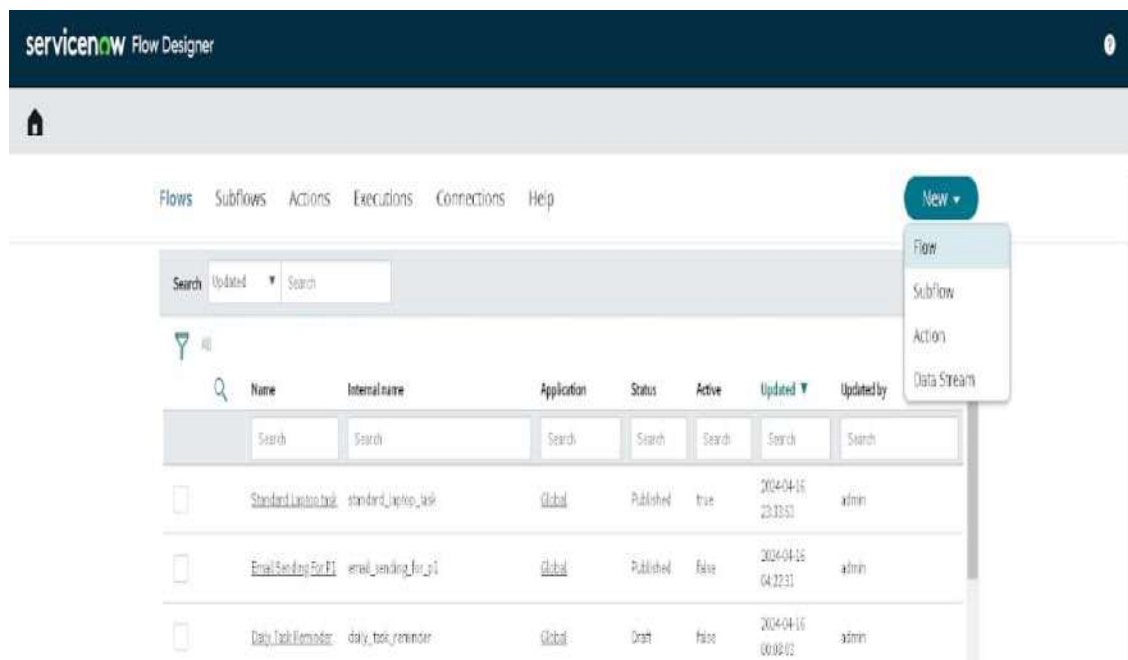 servicenow Flow Designer
Flows Subflows Actions Executions Connections Help New
Flow
Search Updated Search
Subflow
All
Action
Data Stream
Name Internal name Application Status Active Updated Updated by
Search Search Search Search Search Search Search
Standard Laptop task standard_laptop_task Global Published true 2024-04-16
admin
Email Sending For P1 email_sending_for_p1 Global Published false 2024-04-16
04:22:31 admin
Daily Task Reminder daily_task_reminder Global Draft false 2024-04-16
00:08:03 admin